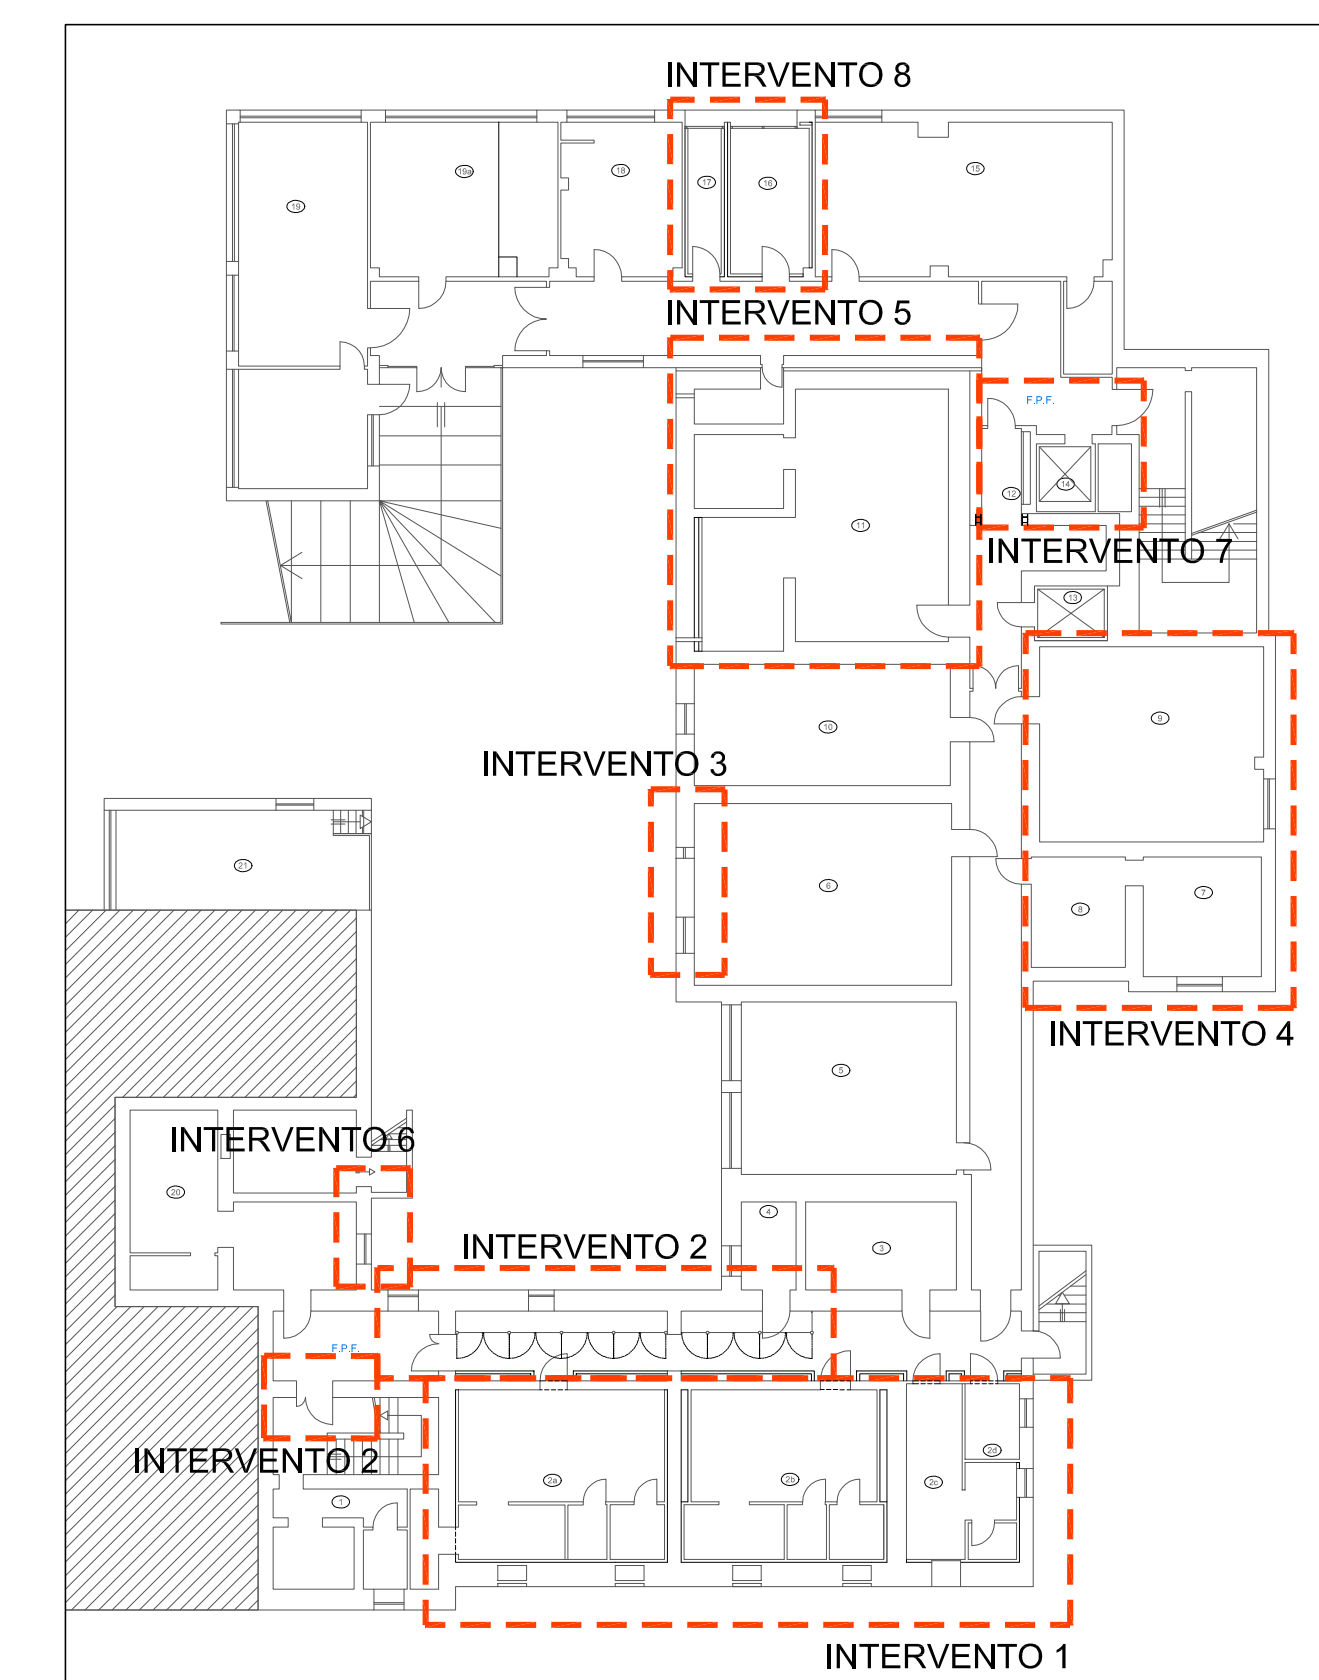 INTERVENTO 8
19a
18
17
16
15
19
INTERVENTO 5
F.P.F.
14
12
11
INTERVENTO 7
13
9
10
INTERVENTO 3
21
6
8
7
INTERVENTO 4
5
INTERVENTO 6
20
4
3
INTERVENTO 2
F.P.F.
INTERVENTO 2
2a
2b
2c
2d
1
INTERVENTO 1